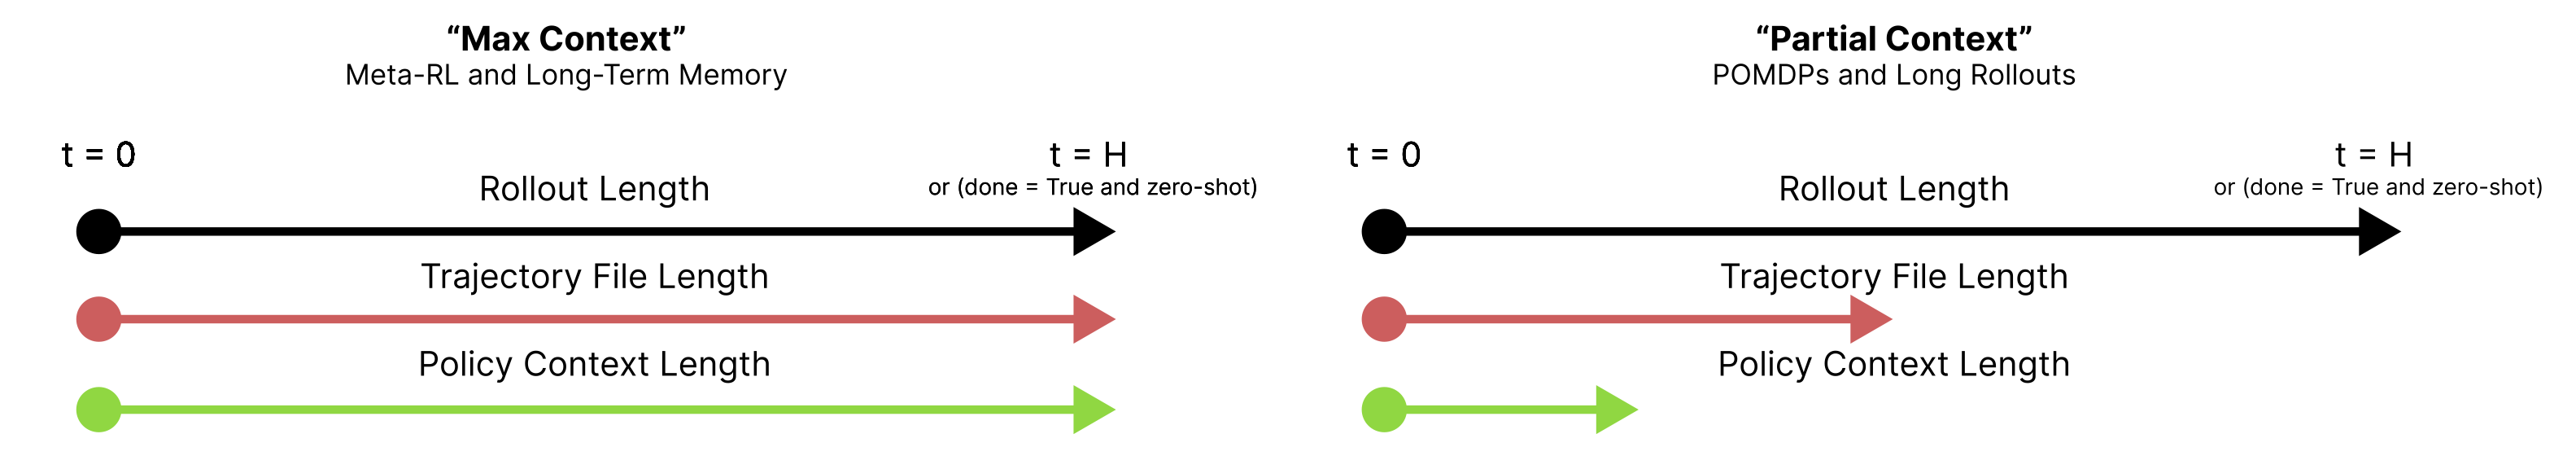 “Max Context”
Meta-RL and Long-Term Memory
t = 0
t = H
or (done = True and zero-shot)
Rollout Length
Trajectory File Length
Policy Context Length
“Partial Context”
POMDPs and Long Rollouts
t = 0
t = H
or (done = True and zero-shot)
Rollout Length
Trajectory File Length
Policy Context Length